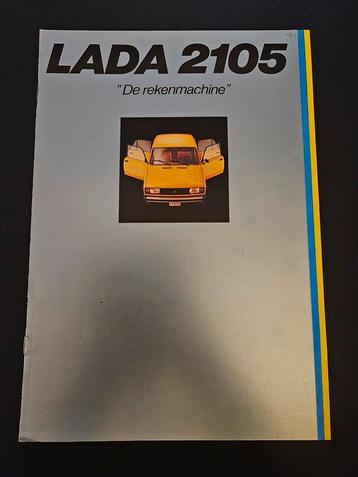 LADA 2105
"De rekenmachine"